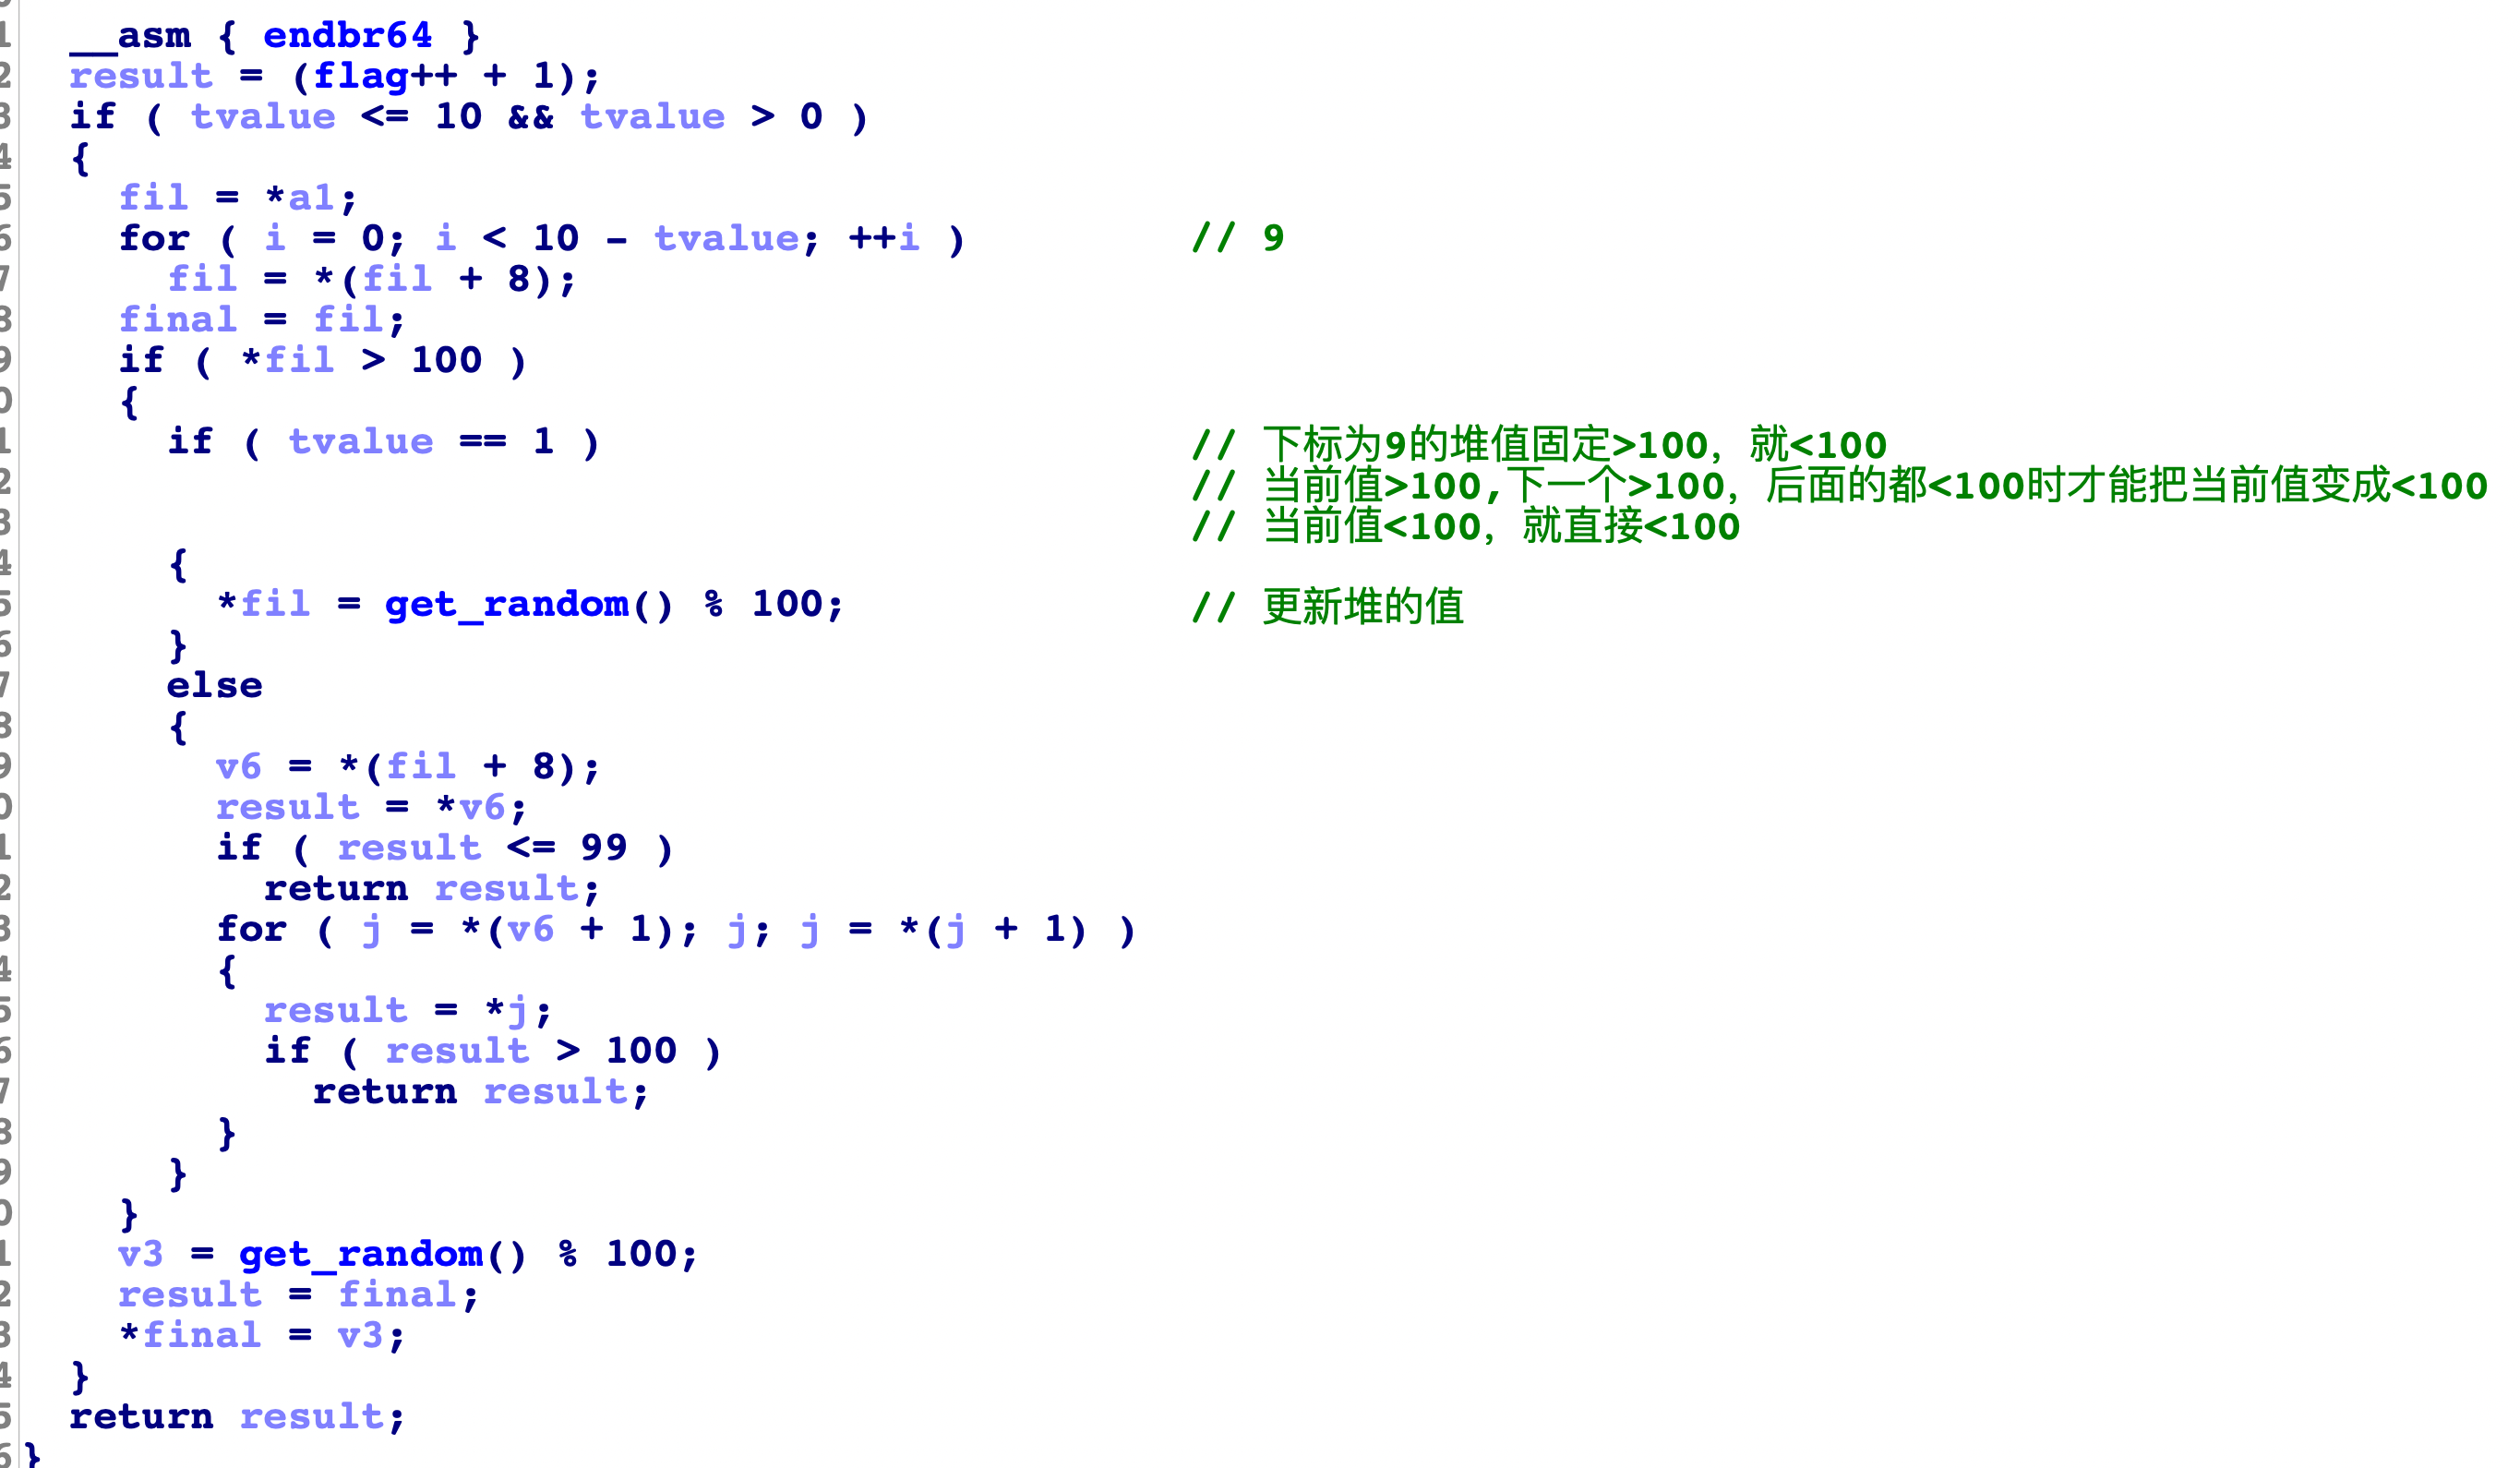 __asm { endbr64 }
result = (flag++ + 1);
if ( tvalue <= 10 && tvalue > 0 )
{
fil = *a1;
for ( i = 0; i < 10 - tvalue; ++i ) // 9
fil = *(fil + 8);
final = fil;
if ( *fil > 100 )
{
if ( tvalue == 1 ) // 下标为9的堆值固定>100, 就<100
// 当前值>100,下一个>100, 后面的都<100时才能把当前值变成<100
// 当前值<100, 就直接<100
{
*fil = get_random() % 100; // 更新堆的值
}
else
{
v6 = *(fil + 8);
result = *v6;
if ( result <= 99 )
return result;
for ( j = *(v6 + 1); j; j = *(j + 1) )
{
result = *j;
if ( result > 100 )
return result;
}
}
}
v3 = get_random() % 100;
result = final;
*final = v3;
}
return result;
}